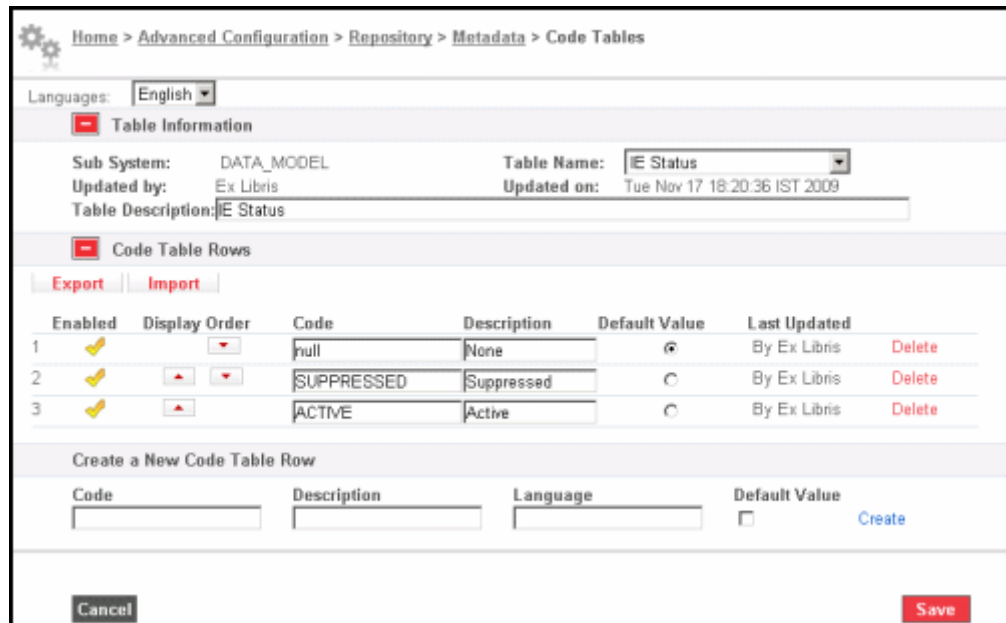 Home > Advanced Configuration > Repository > Metadata > Code Tables
Languages: English
Table Information
Sub System: DATA_MODEL Table Name: IE Status
Updated by: Ex Libris Updated on: Tue Nov 17 18:20:36 IST 2009
Table Description: IE Status
Code Table Rows
Export Import
Enabled Display Order Code Description Default Value Last Updated
1 null None By Ex Libris Delete
2 SUPPRESSED Suppressed By Ex Libris Delete
3 ACTIVE Active By Ex Libris Delete
Create a New Code Table Row
Code Description Language Default Value
Create
Cancel Save